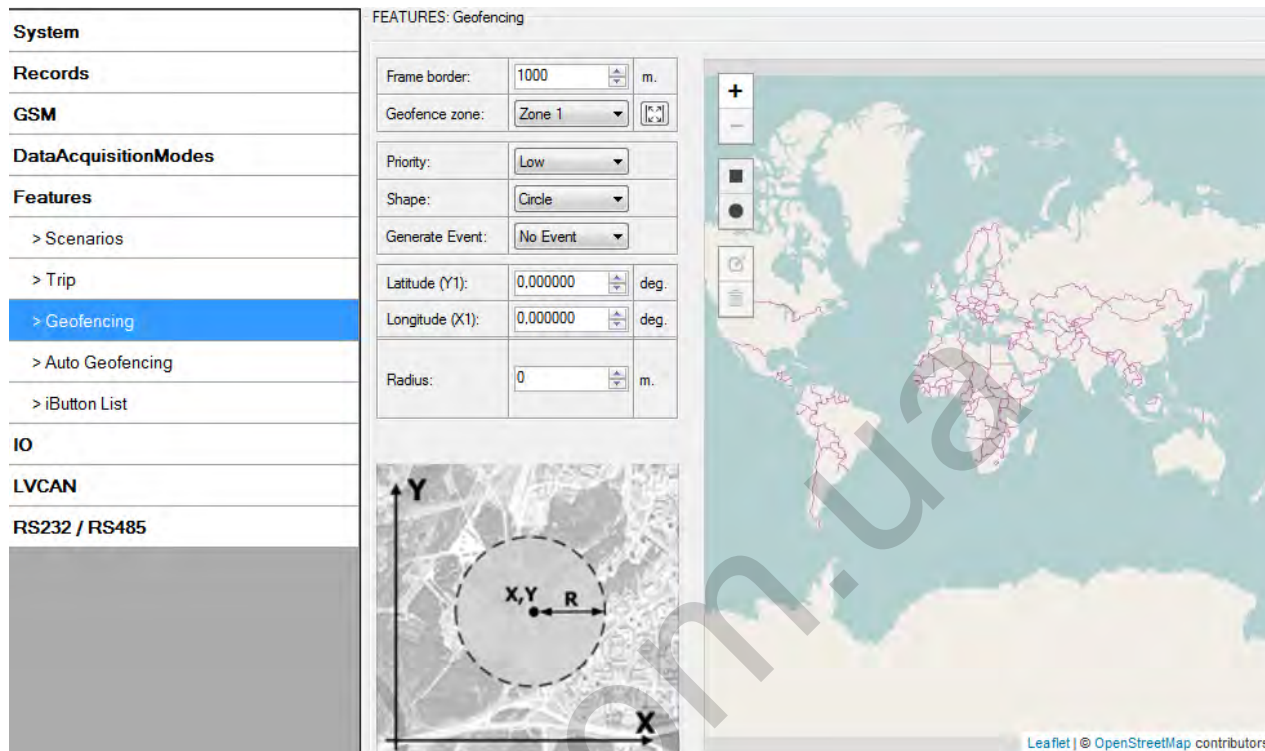 System
Records
GSM
DataAcquisitionModes
Features
> Scenarios
> Trip
> Geofencing
> Auto Geofencing
> iButton List
IO
LVCAN
RS232 / RS485
FEATURES: Geofencing
Frame border: 1000 m.
Geofence zone: Zone 1
Priority: Low
Shape: Circle
Generate Event: No Event
Latitude (Y1): 0,000000 deg.
Longitude (X1): 0,000000 deg.
Radius: 0 m.
Y
X,Y R
X
+
−
Leaflet | © OpenStreetMap contributors
om.ua